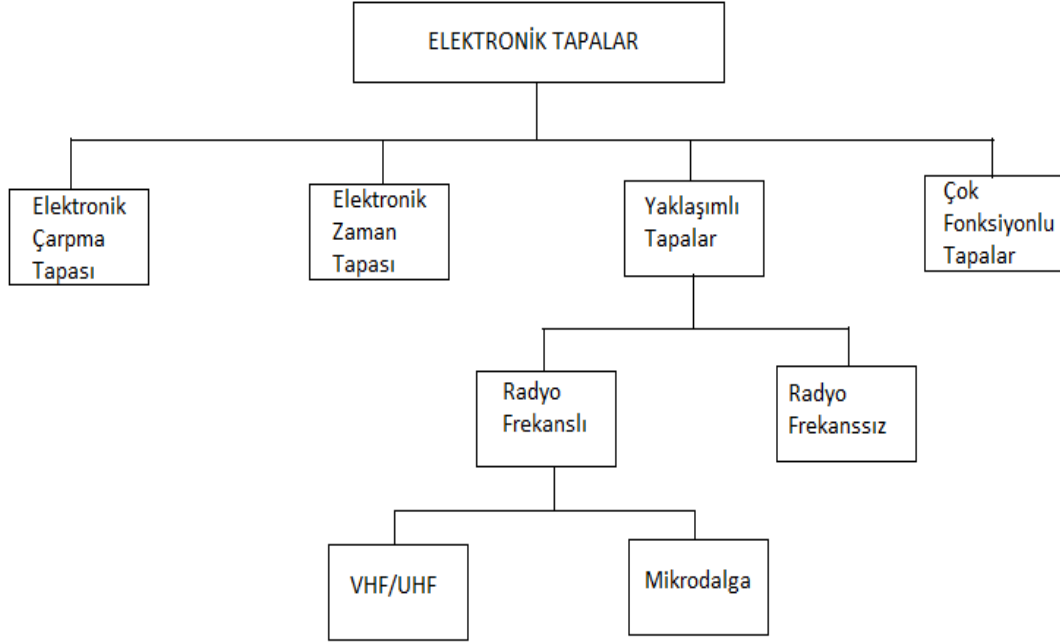 ELEKTRONİK TAPALAR
Elektronik
Çarpma
Tapası
Elektronik
Zaman
Tapası
Yaklaşımlı
Tapalar
Çok
Fonksiyonlu
Tapalar
Radyo
Frekanslı
Radyo
Frekanssız
VHF/UHF
Mikrodalga